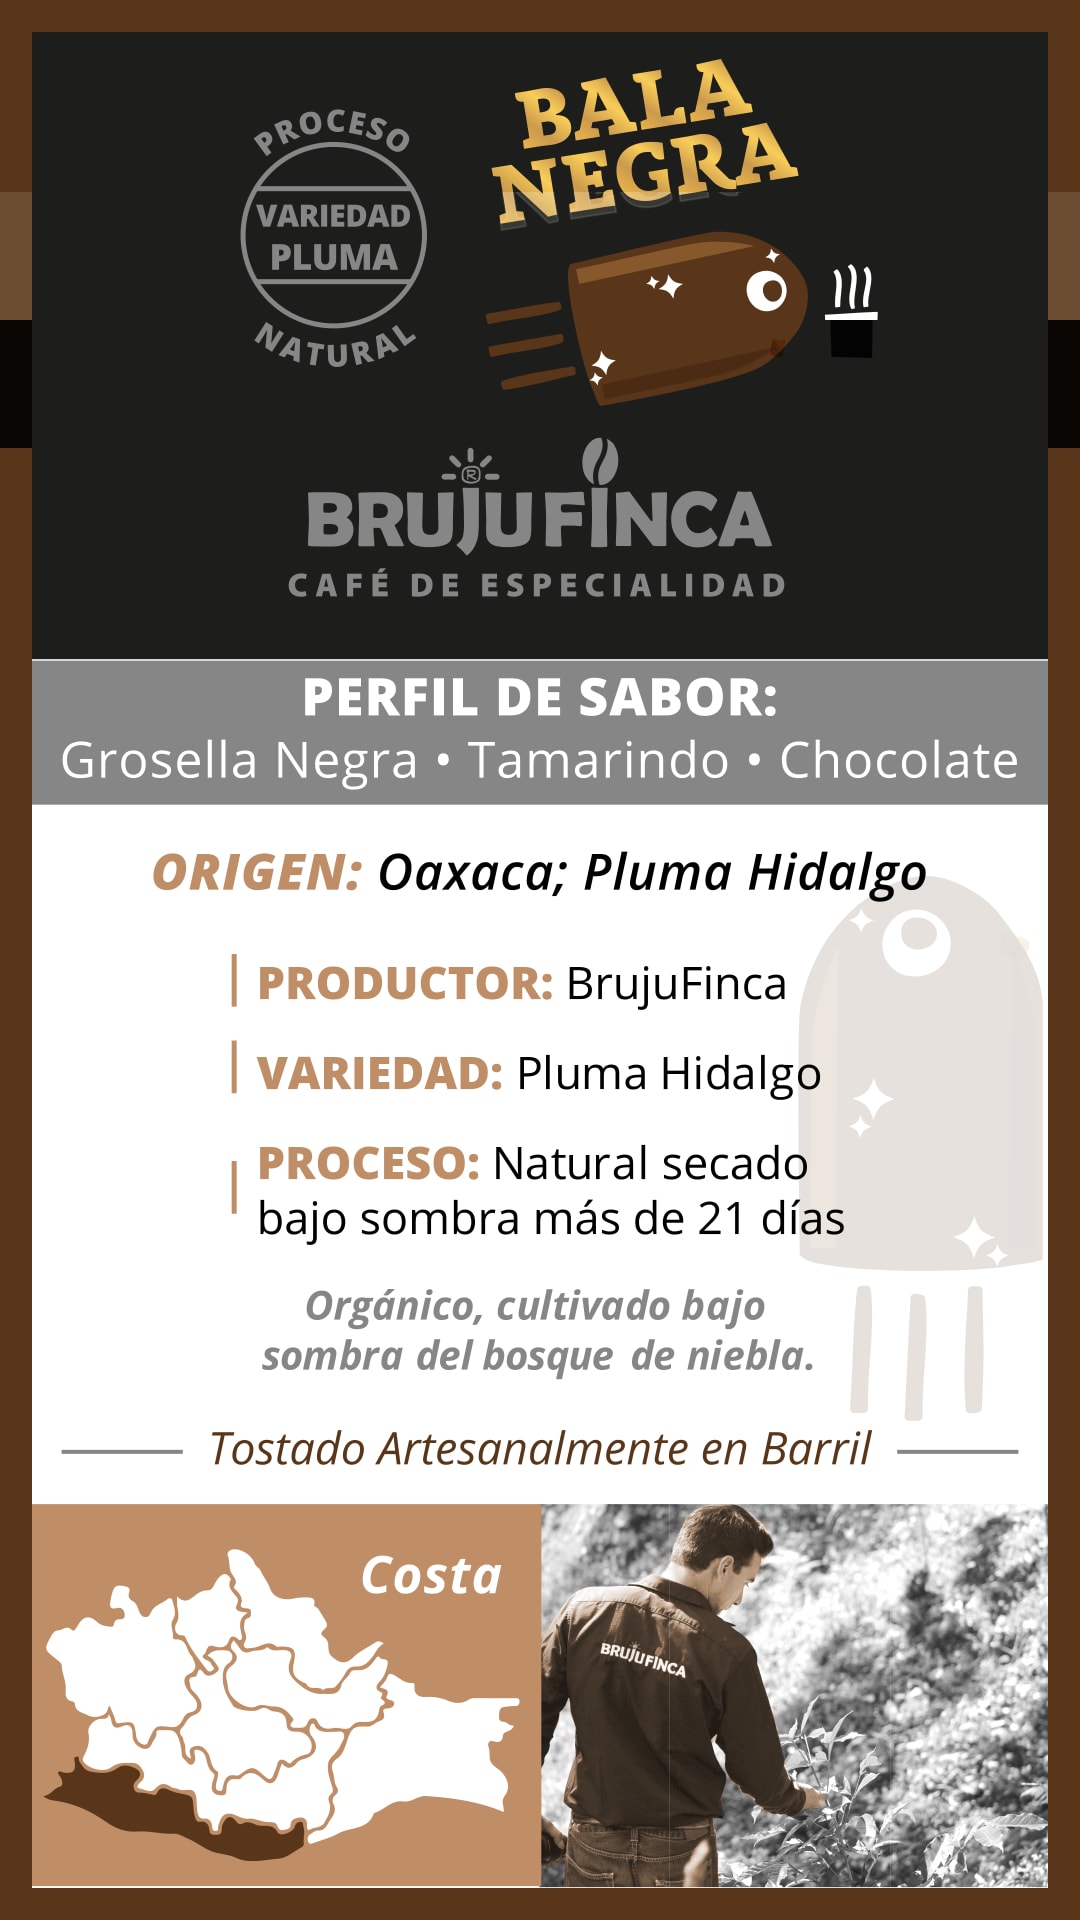 PROCESO
VARIEDAD
PLUMA
NATURAL
BALA
NEGRA
®
BRUJUFINCA
CAFÉ DE ESPECIALIDAD
PERFIL DE SABOR:
Grosella Negra • Tamarindo • Chocolate
ORIGEN: Oaxaca; Pluma Hidalgo
PRODUCTOR: BrujuFinca
VARIEDAD: Pluma Hidalgo
PROCESO: Natural secado
bajo sombra más de 21 días
Orgánico, cultivado bajo
sombra del bosque de niebla.
Tostado Artesanalmente en Barril
Costa
BRUJUFINCA